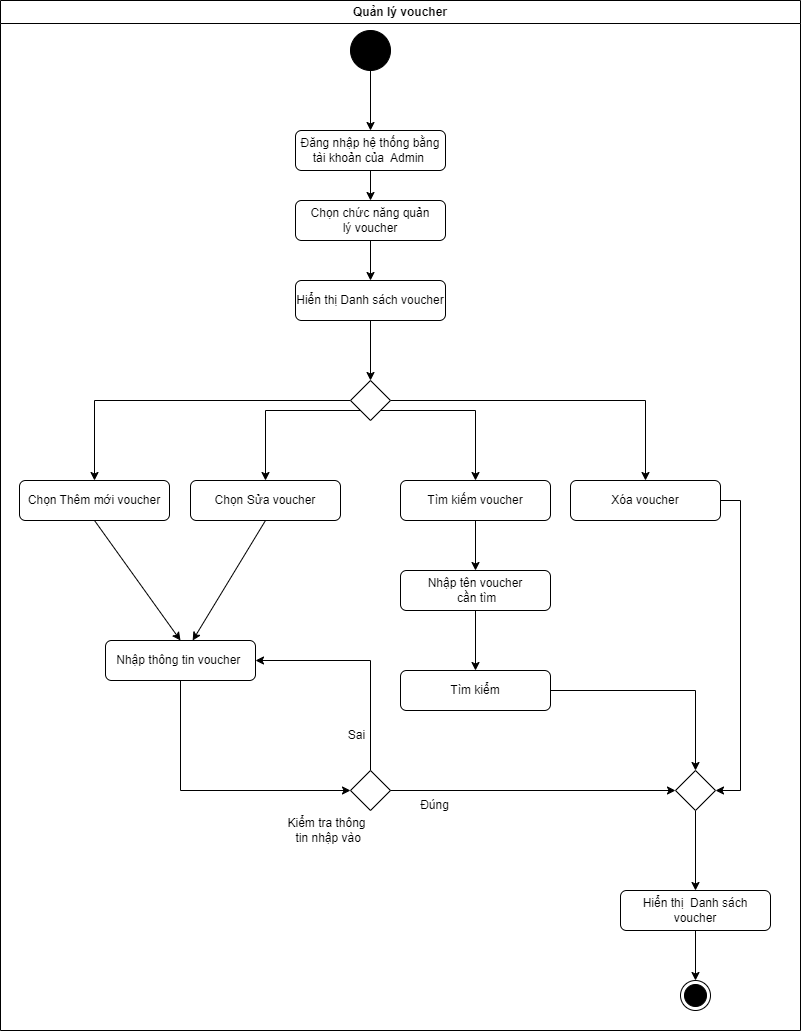 Quản lý voucher
Đăng nhập hệ thống bằng
tài khoản của Admin
Chọn chức năng quản
lý voucher
Hiển thị Danh sách voucher
Chọn Thêm mới voucher
Chọn Sửa voucher
Tìm kiếm voucher
Xóa voucher
Nhập tên voucher
cần tìm
Nhập thông tin voucher
Tìm kiếm
Sai
Đúng
Kiểm tra thông
tin nhập vào
Hiển thị Danh sách
voucher